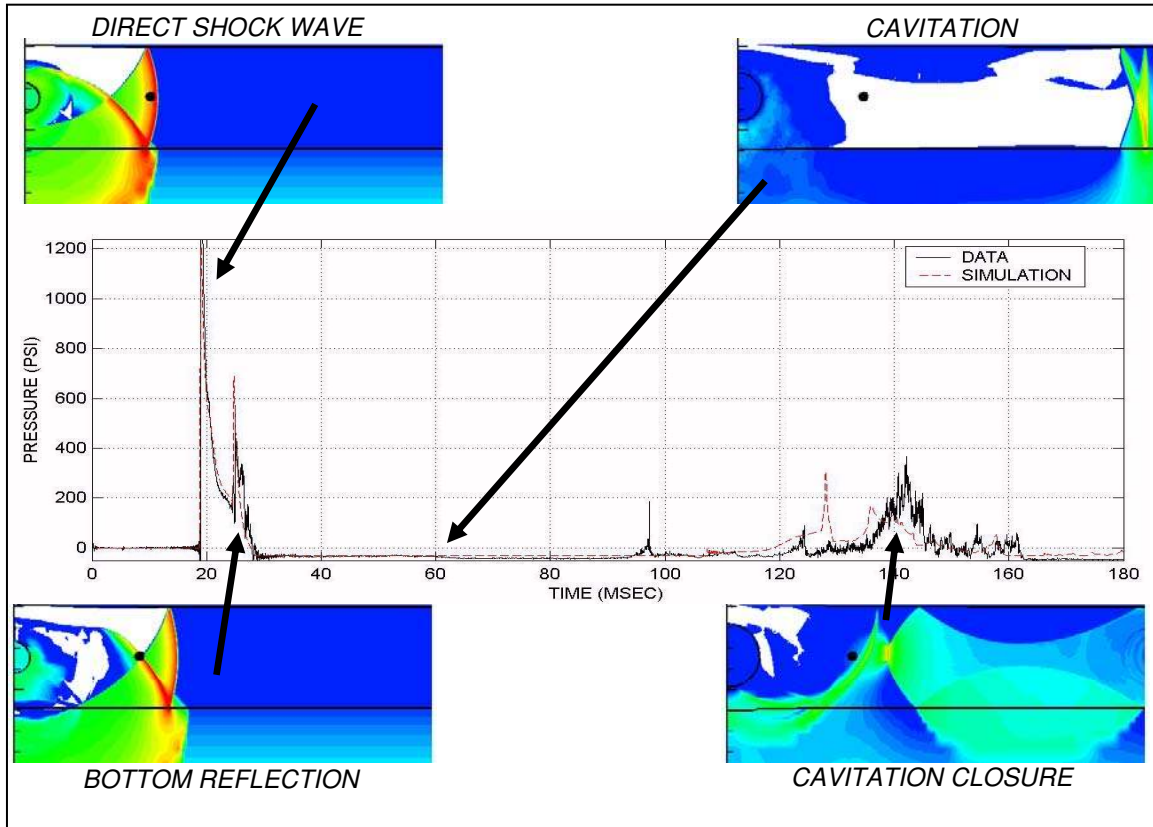 DIRECT SHOCK WAVE
CAVITATION
1200
1000
800
600
400
200
0
PRESSURE (PSI)
DATA
SIMULATION
0 20 40 60 80 100 120 140 160 180
TIME (MSEC)
BOTTOM REFLECTION
CAVITATION CLOSURE